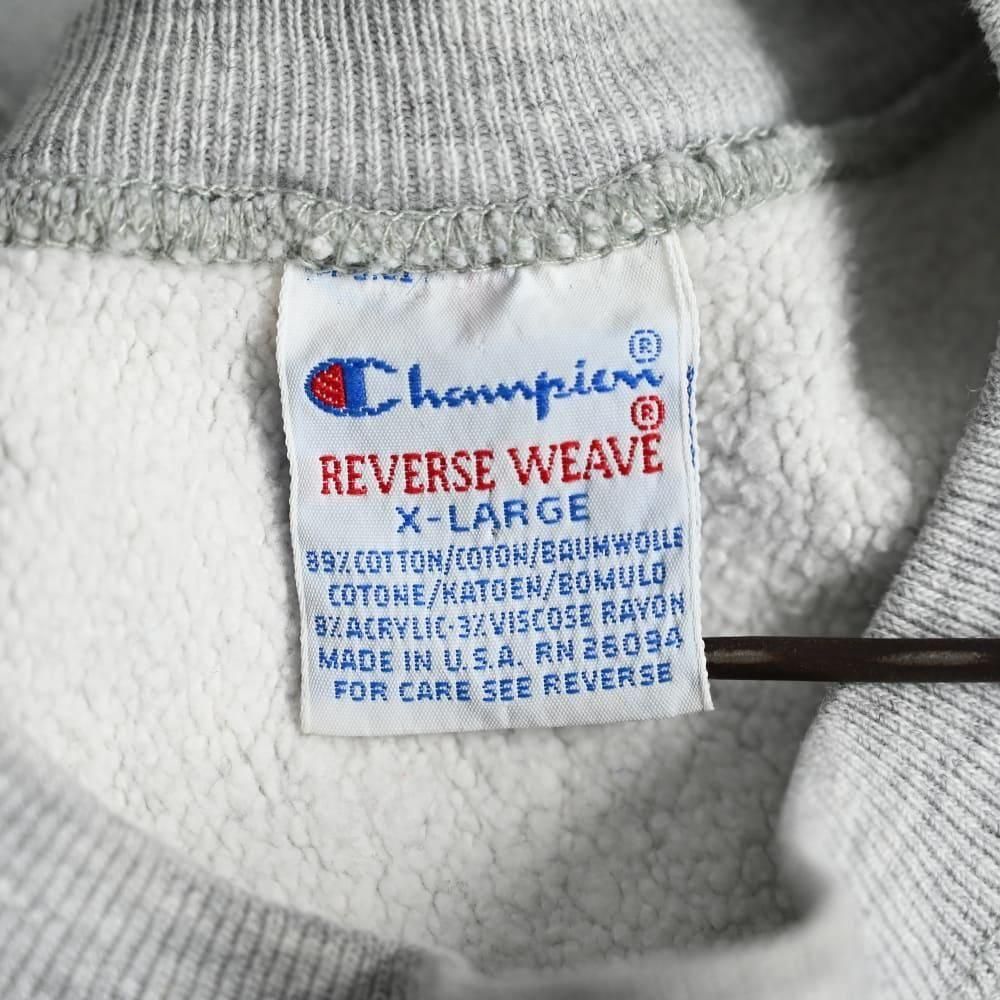 Champion®
REVERSE WEAVE®
X-LARGE
89%COTTON/COTON/BAUMWOLLE
COTONE/KATOEN/BOMULD
8%ACRYLIC-3%VISCOSE RAYON
MADE IN U.S.A. RN 26094
FOR CARE SEE REVERSE